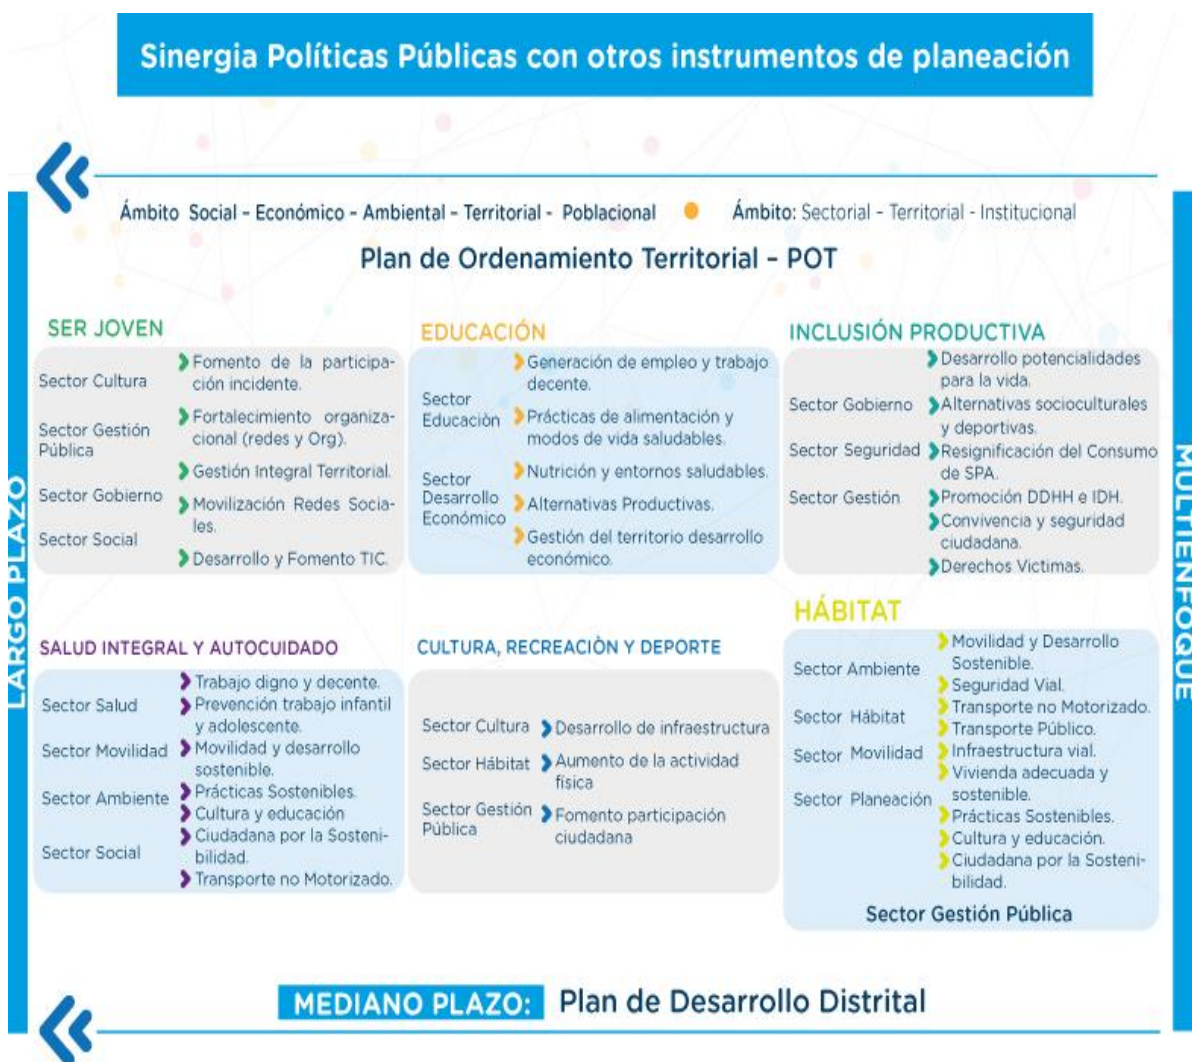 Sinergia Políticas Públicas con otros instrumentos de planeación
Ámbito Social – Económico – Ambiental – Territorial - Poblacional
Ámbito: Sectorial – Territorial - Institucional
Plan de Ordenamiento Territorial – POT
LARGO PLAZO
MULTIENFOQUE
SER JOVEN
Sector Cultura
Sector Gestión
Pública
Sector Gobierno
Sector Social
Fomento de la participa-
ción incidente.
Fortalecimiento organiza-
cional (redes y Org).
Gestión Integral Territorial.
Movilización Redes Socia-
les.
Desarrollo y Fomento TIC.
EDUCACIÓN
Sector
Educación
Sector
Desarrollo
Económico
Generación de empleo y trabajo
decente.
Prácticas de alimentación y
modos de vida saludables.
Nutrición y entornos saludables.
Alternativas Productivas.
Gestión del territorio desarrollo
económico.
INCLUSIÓN PRODUCTIVA
Sector Gobierno
Sector Seguridad
Sector Gestión
Desarrollo potencialidades
para la vida.
Alternativas socioculturales
y deportivas.
Resignificación del Consumo
de SPA.
Promoción DDHH e IDH.
Convivencia y seguridad
ciudadana.
Derechos Victimas.
SALUD INTEGRAL Y AUTOCUIDADO
Sector Salud
Sector Movilidad
Sector Ambiente
Sector Social
Trabajo digno y decente.
Prevención trabajo infantil
y adolescente.
Movilidad y desarrollo
sostenible.
Prácticas Sostenibles.
Cultura y educación
Ciudadana por la Sosteni-
bilidad.
Transporte no Motorizado.
CULTURA, RECREACIÒN Y DEPORTE
Sector Cultura
Sector Hábitat
Sector Gestión
Pública
Desarrollo de infraestructura
Aumento de la actividad
física
Fomento participación
ciudadana
HÁBITAT
Sector Ambiente
Sector Hábitat
Sector Movilidad
Sector Planeación
Movilidad y Desarrollo
Sostenible.
Seguridad Vial.
Transporte no Motorizado.
Transporte Público.
Infraestructura vial.
Vivienda adecuada y
sostenible.
Prácticas Sostenibles.
Cultura y educación.
Ciudadana por la Sosteni-
bilidad.
Sector Gestión Pública
MEDIANO PLAZO: Plan de Desarrollo Distrital